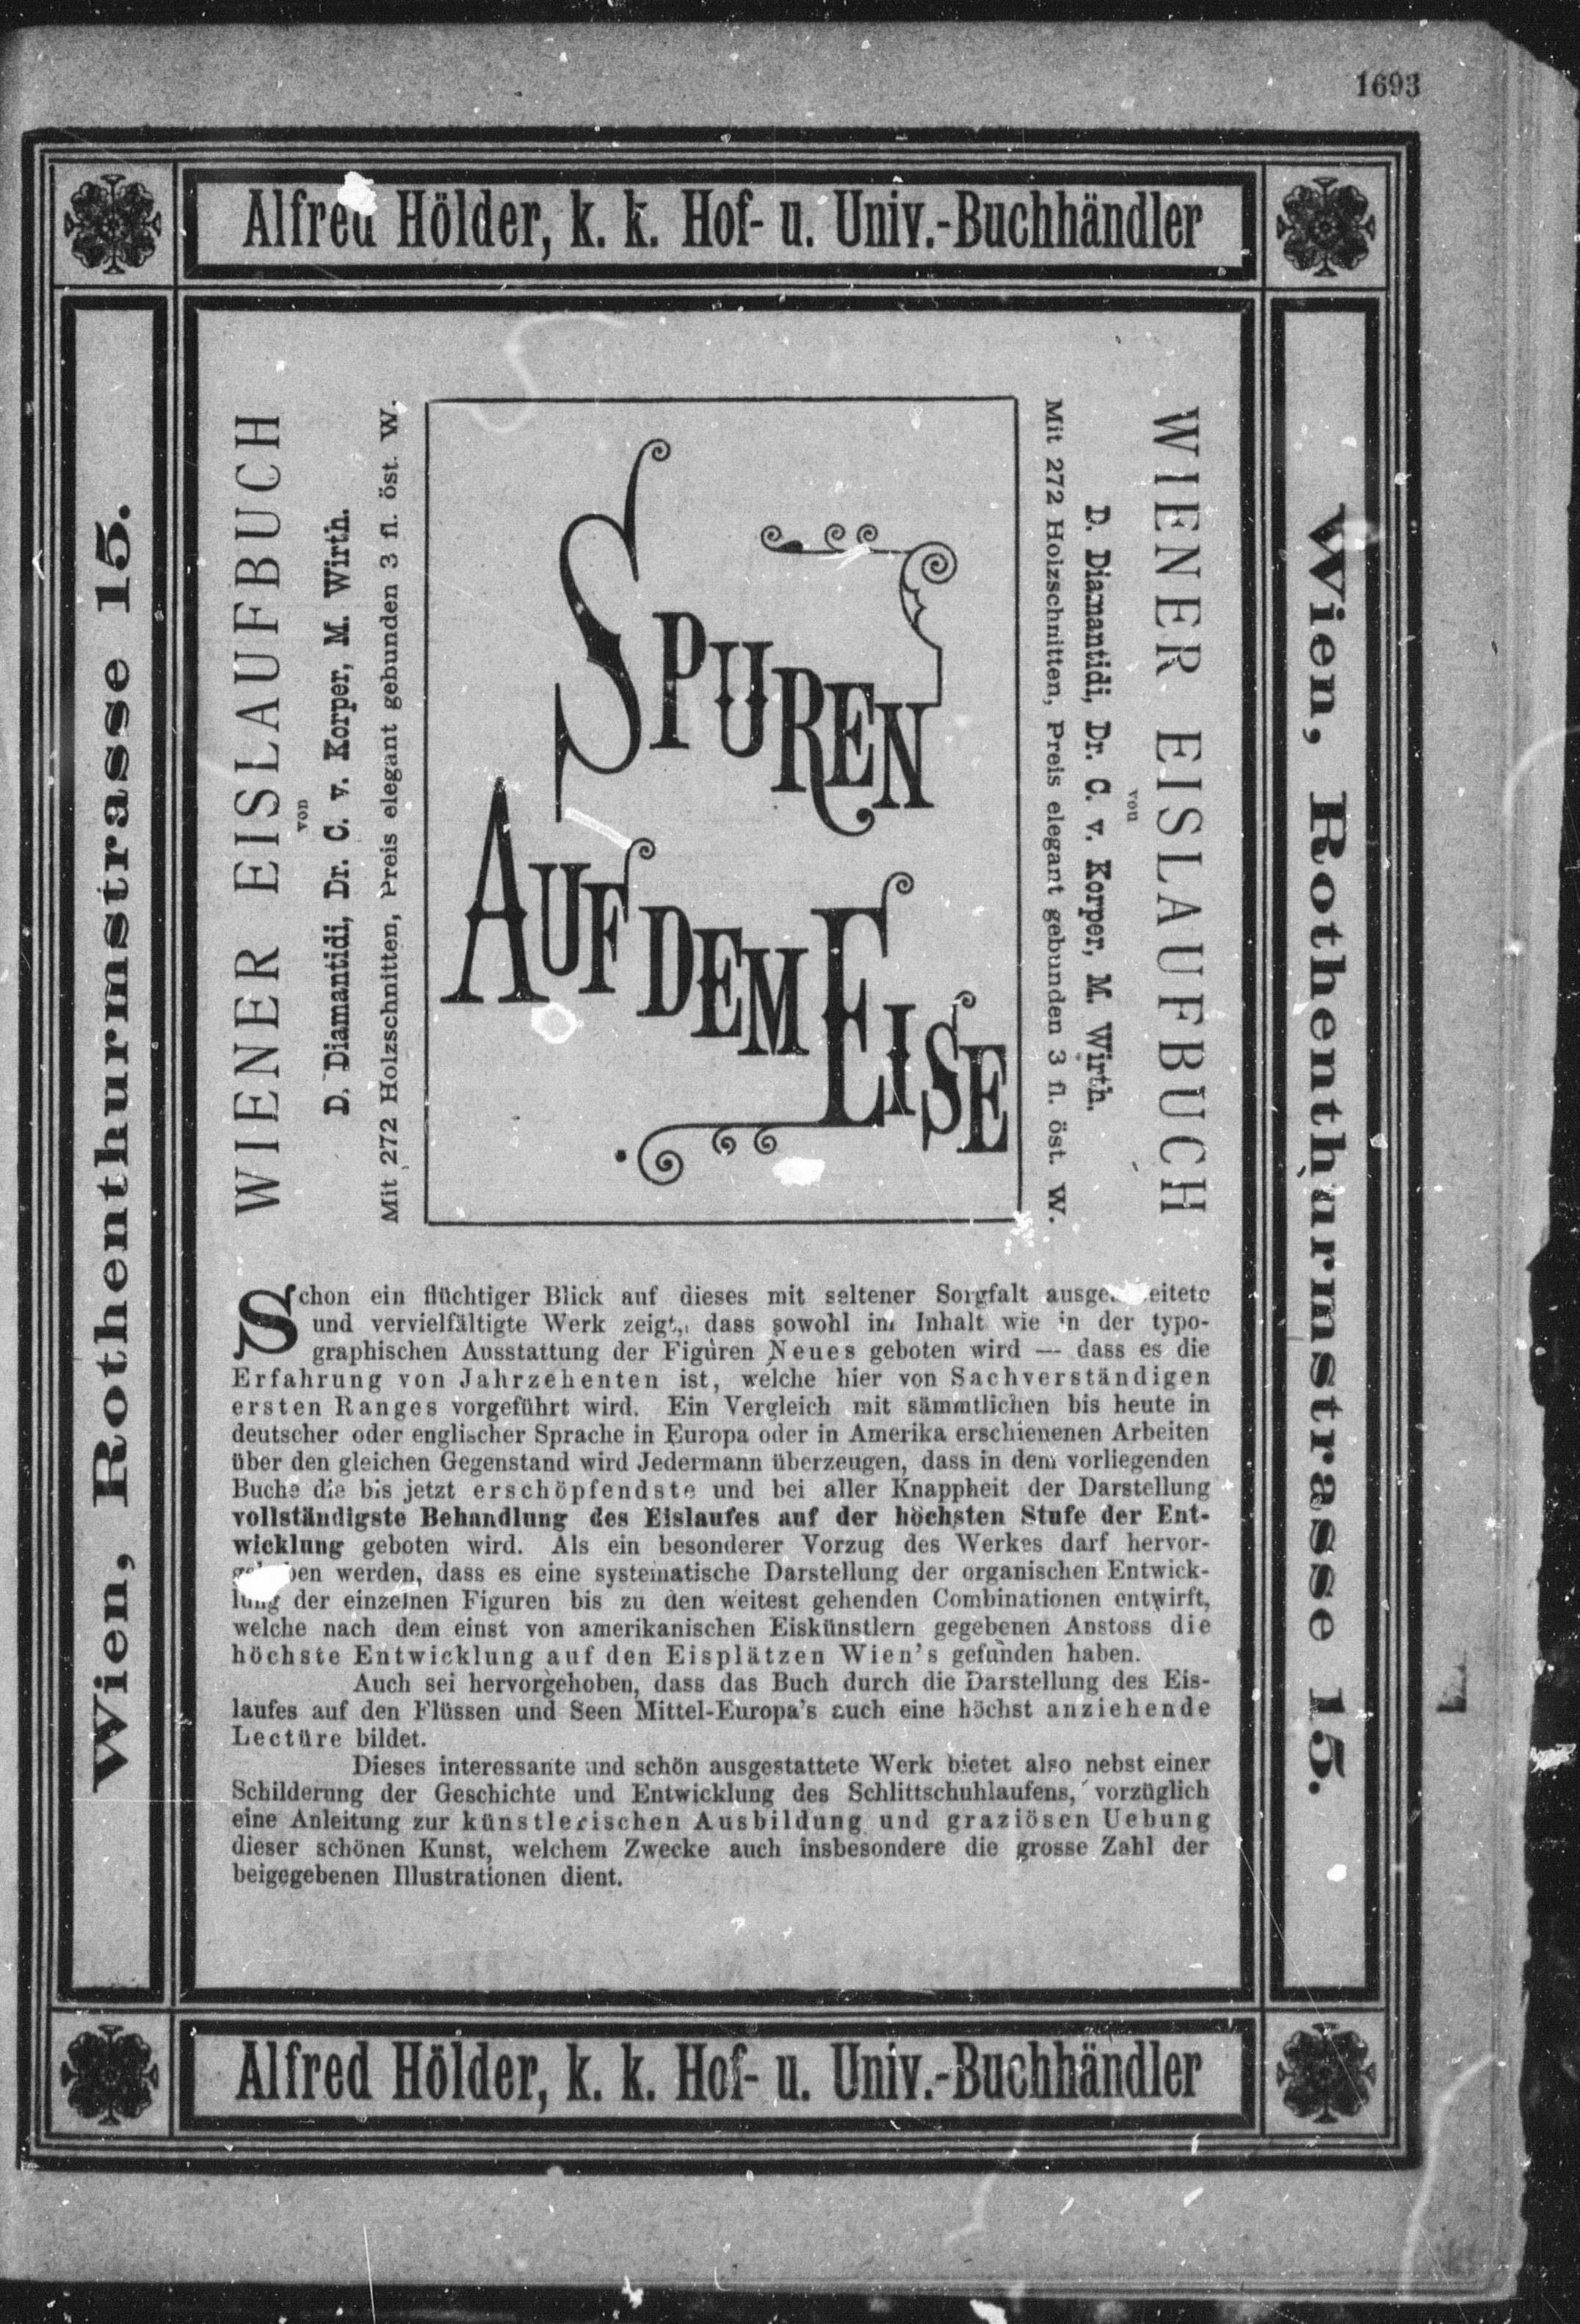 1693
Alfred Hölder, k. k. Hof- u. Univ.-Buchhändler
Wien, Rothenthurmstrasse 15.
WIENER EISLAUFBUCH
von
D. Diamantidi, Dr. C. v. Korper, M. Wirth.
Mit 272 Holzschnitten, Preis elegant gebunden 3 fl. öst. W.
SPUREN
AUF DEM EISE
Mit 272 Holzschnitten, Preis elegant gebunden 3 fl. öst. W.
D. Diamantidi, Dr. C. v. Korper, M. Wirth.
von
WIENER EISLAUFBUCH
Wien, Rothenthurmstrasse 15.
Schon ein flüchtiger Blick auf dieses mit seltener Sorgfalt
und vervielfältigte Werk zeigt, dass sowohl im Inhalt wie in der typo-
graphischen Ausstattung der Figuren Neues geboten wird — dass es die
Erfahrung von Jahrzehenten ist, welche hier von Sachverständigen
ersten Ranges vorgeführt wird. Ein Vergleich mit sämmtlichen bis heute in
deutscher oder englischer Sprache in Europa oder in Amerika erschienenen Arbeiten
über den gleichen Gegenstand wird Jedermann überzeugen, dass in dem vorliegenden
Buche die bis jetzt erschöpfendste und bei aller Knappheit der Darstellung
vollständigste Behandlung des Eislaufes auf der höchsten Stufe der Ent-
wicklung geboten wird. Als ein besonderer Vorzug des Werkes darf hervor-
werden, dass es eine systematische Darstellung der organischen Entwick-
lung der einzelnen Figuren bis zu den weitest gehenden Combinationen entwirft,
welche nach dem einst von amerikanischen Eiskünstlern gegebenen Anstoss die
höchste Entwicklung auf den Eisplätzen Wien's gefunden haben.
Auch sei hervorgehoben, dass das Buch durch die Darstellung des Eis-
laufes auf den Flüssen und Seen Mittel-Europa's auch eine höchst anziehende
Lectüre bildet.
Dieses interessante und schön ausgestattete Werk bietet also nebst einer
Schilderung der Geschichte und Entwicklung des Schlittschuhlaufens, vorzüglich
eine Anleitung zur künstlerischen Ausbildung und graziösen Uebung
dieser schönen Kunst, welchem Zwecke auch insbesondere die grosse Zahl der
beigegebenen Illustrationen dient.
Alfred Hölder, k. k. Hof- u. Univ.-Buchhändler